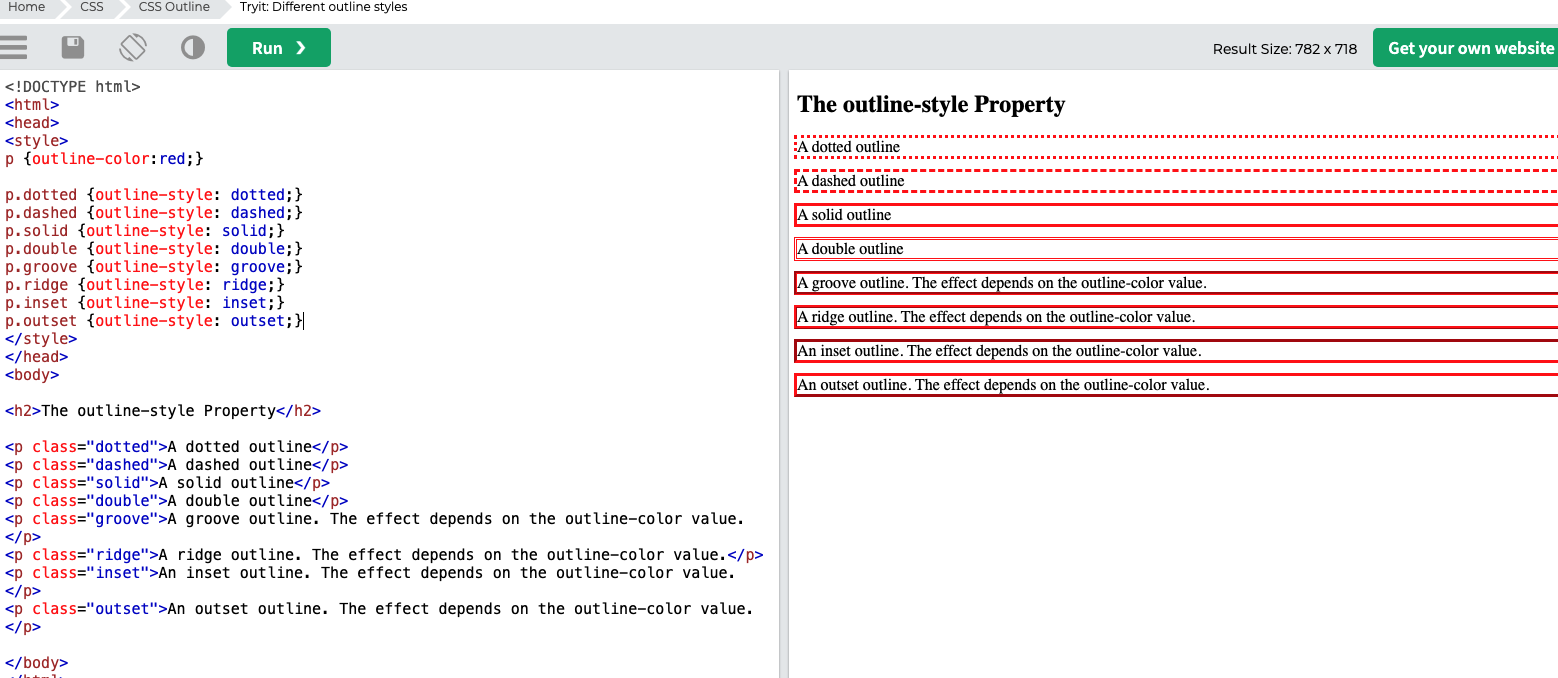 Home CSS CSS Outline Tryit: Different outline styles
Run ❯ Result Size: 782 x 718 Get your own website
<!DOCTYPE html>
<html>
<head>
<style>
p {outline-color:red;}
p.dotted {outline-style: dotted;}
p.dashed {outline-style: dashed;}
p.solid {outline-style: solid;}
p.double {outline-style: double;}
p.groove {outline-style: groove;}
p.ridge {outline-style: ridge;}
p.inset {outline-style: inset;}
p.outset {outline-style: outset;}
</style>
</head>
<body>
<h2>The outline-style Property</h2>
<p class="dotted">A dotted outline</p>
<p class="dashed">A dashed outline</p>
<p class="solid">A solid outline</p>
<p class="double">A double outline</p>
<p class="groove">A groove outline. The effect depends on the outline-color value.
</p>
<p class="ridge">A ridge outline. The effect depends on the outline-color value.</p>
<p class="inset">An inset outline. The effect depends on the outline-color value.
</p>
<p class="outset">An outset outline. The effect depends on the outline-color value.
</p>
</body>
The outline-style Property
A dotted outline
A dashed outline
A solid outline
A double outline
A groove outline. The effect depends on the outline-color value.
A ridge outline. The effect depends on the outline-color value.
An inset outline. The effect depends on the outline-color value.
An outset outline. The effect depends on the outline-color value.